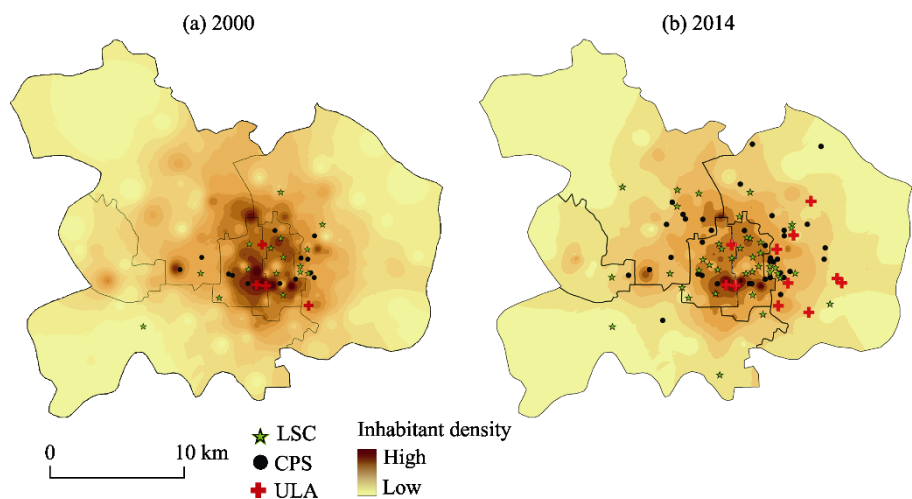 (a) 2000
(b) 2014
0 10 km
LSC
CPS
ULA
Inhabitant density
High
Low